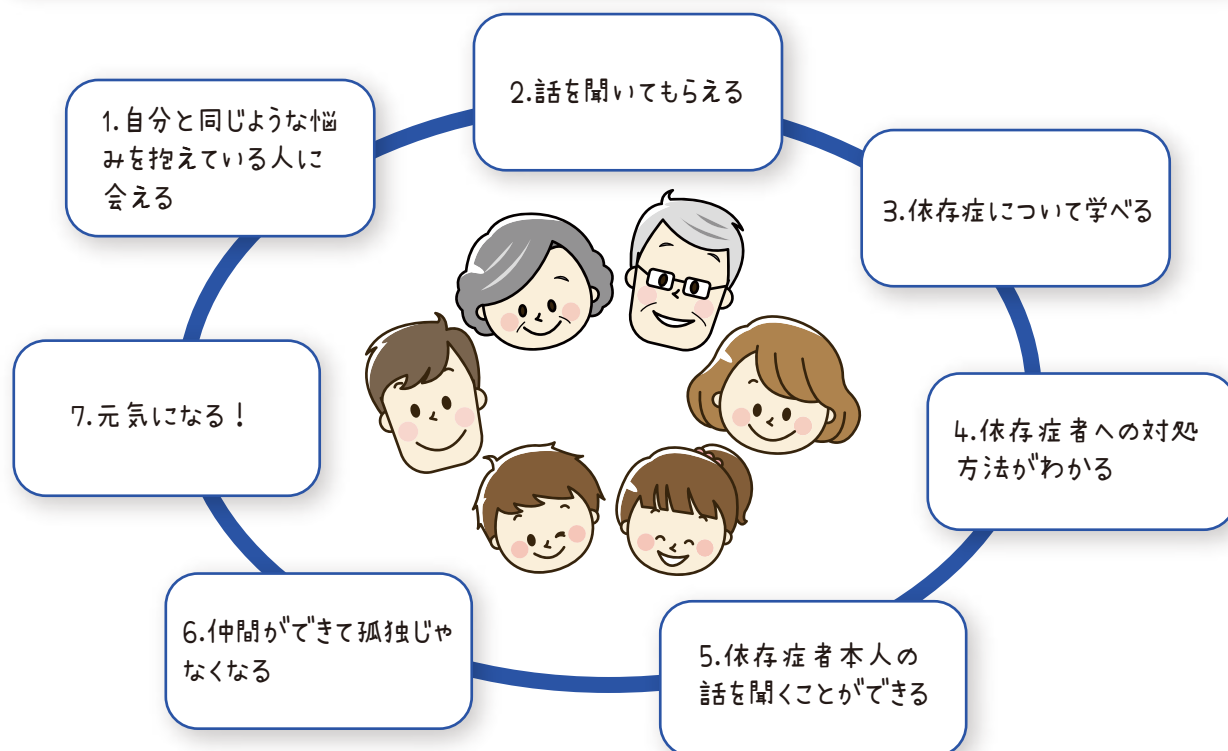 1.自分と同じような悩
みを抱えている人に
会える
2.話を聞いてもらえる
3.依存症について学べる
4.依存症者への対処
方法がわかる
5.依存症者本人の
話を聞くことができる
6.仲間ができて孤独じゃ
なくなる
7.元気になる!